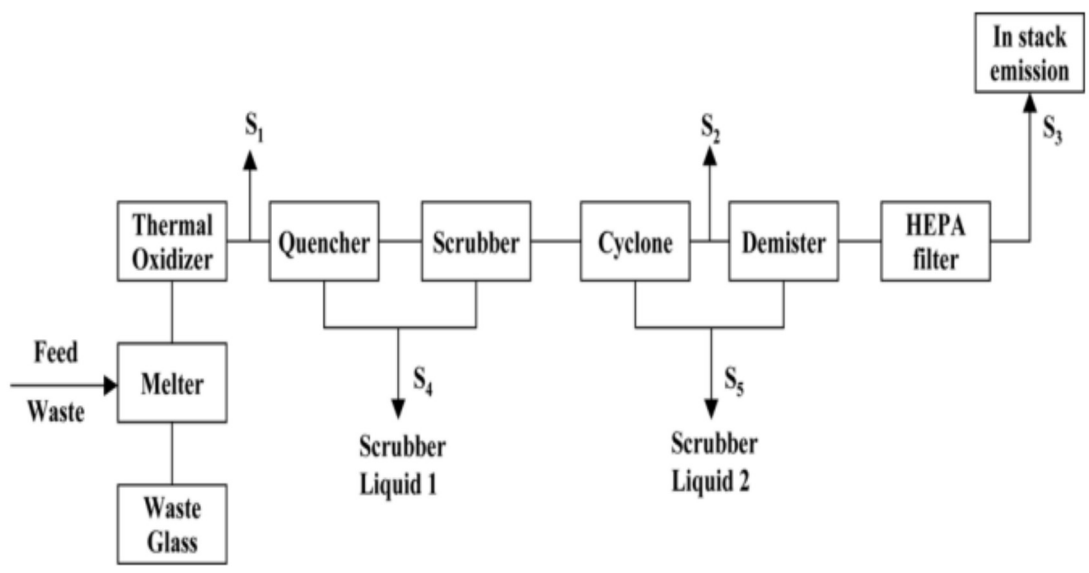 In stack
emission
S₁
S₂
S₃
Thermal
Oxidizer
Quencher
Scrubber
Cyclone
Demister
HEPA
filter
Feed
Waste
Melter
S₄
S₅
Scrubber
Liquid 1
Scrubber
Liquid 2
Waste
Glass